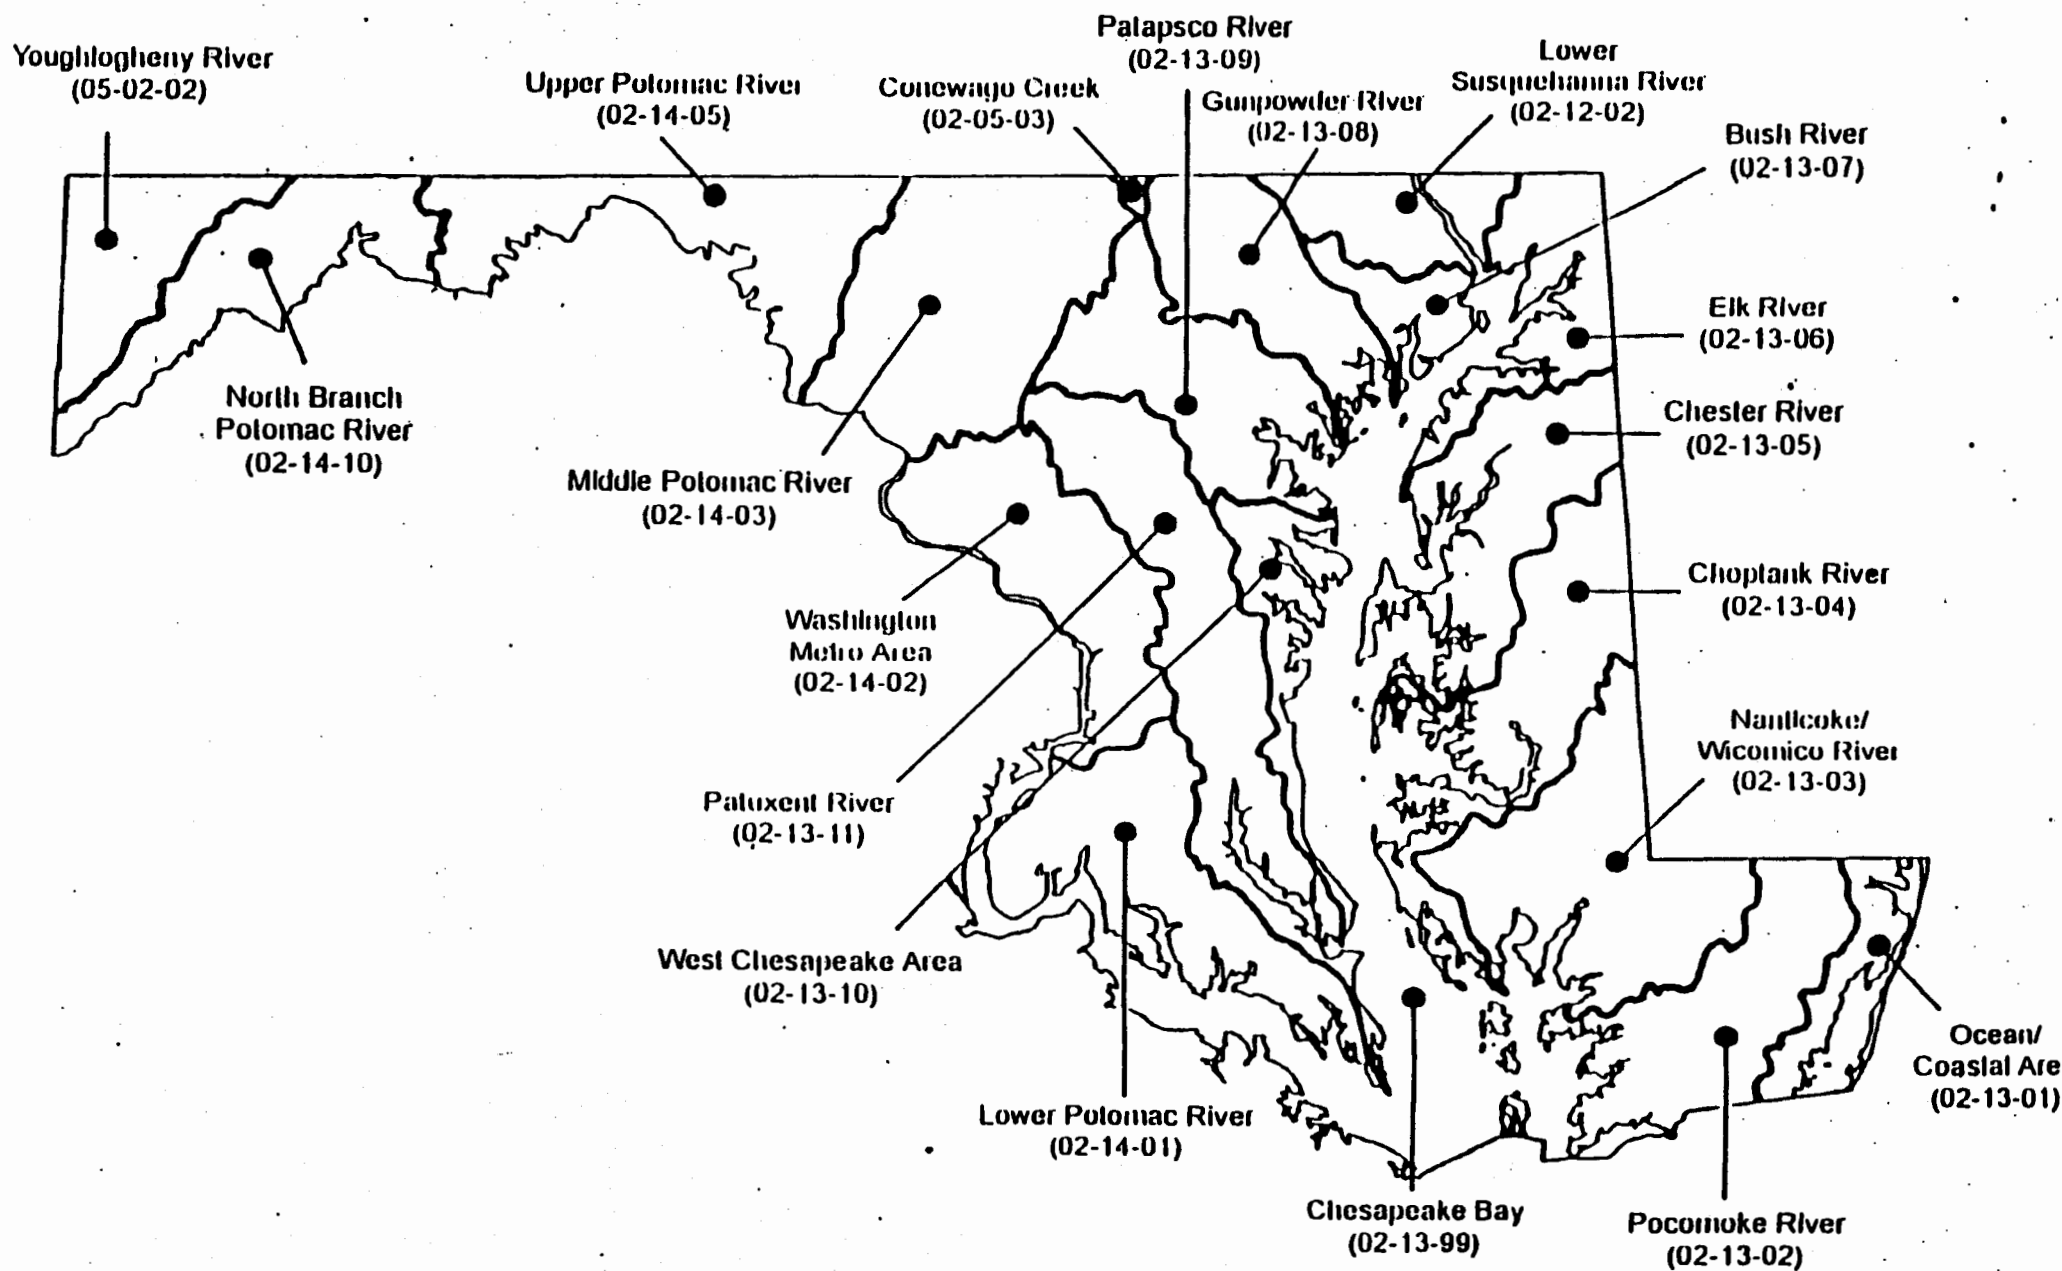 Youghiogheny River
(05-02-02)
Upper Potomac River
(02-14-05)
Conewago Creek
(02-05-03)
Patapsco River
(02-13-09)
Gunpowder River
(02-13-08)
Lower
Susquehanna River
(02-12-02)
Bush River
(02-13-07)
Elk River
(02-13-06)
Chester River
(02-13-05)
Choptank River
(02-13-04)
Nanticoke/
Wicomico River
(02-13-03)
Ocean/
Coastal Are
(02-13-01)
Pocomoke River
(02-13-02)
Chesapeake Bay
(02-13-99)
Lower Potomac River
(02-14-01)
West Chesapeake Area
(02-13-10)
Patuxent River
(02-13-11)
Washington
Metro Area
(02-14-02)
Middle Potomac River
(02-14-03)
North Branch
Potomac River
(02-14-10)